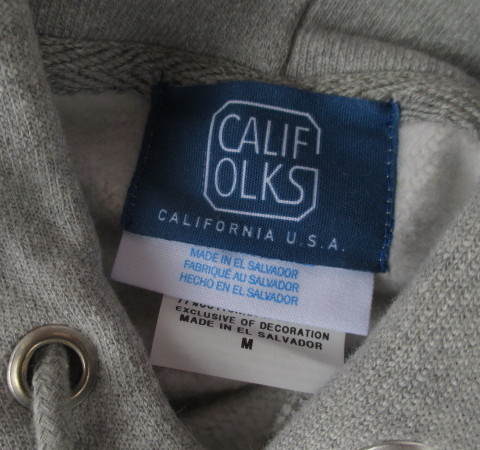 CALIF
OLKS
CALIFORNIA U.S.A.
MADE IN EL SALVADOR
FABRIQUÉ AU SALVADOR
HECHO EN EL SALVADOR
EXCLUSIVE OF DECORATION
MADE IN EL SALVADOR
M